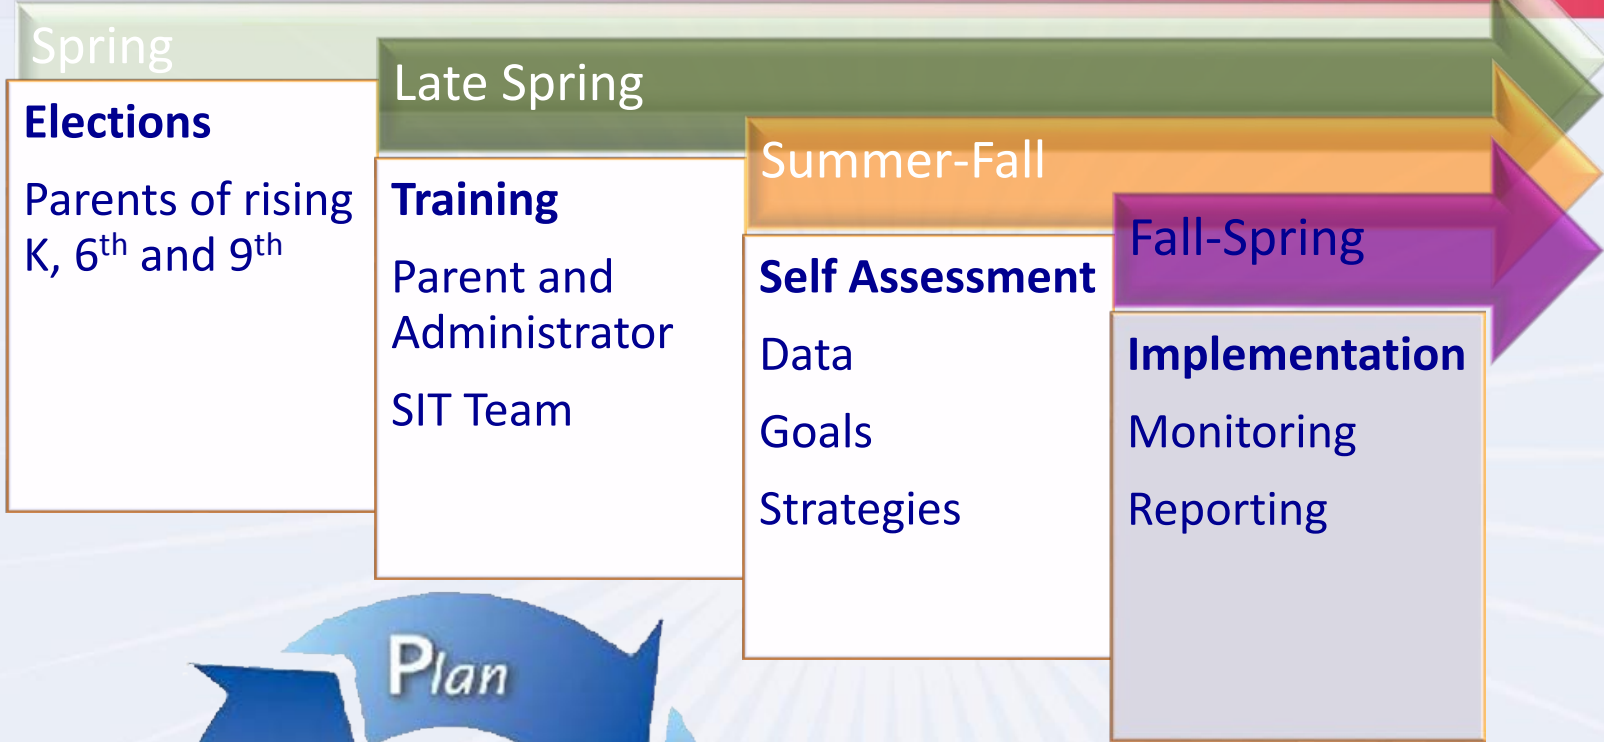 Spring
Elections
Parents of rising
K, 6th and 9th
Late Spring
Training
Parent and
Administrator
SIT Team
Summer-Fall
Self Assessment
Data
Goals
Strategies
Fall-Spring
Implementation
Monitoring
Reporting
Plan